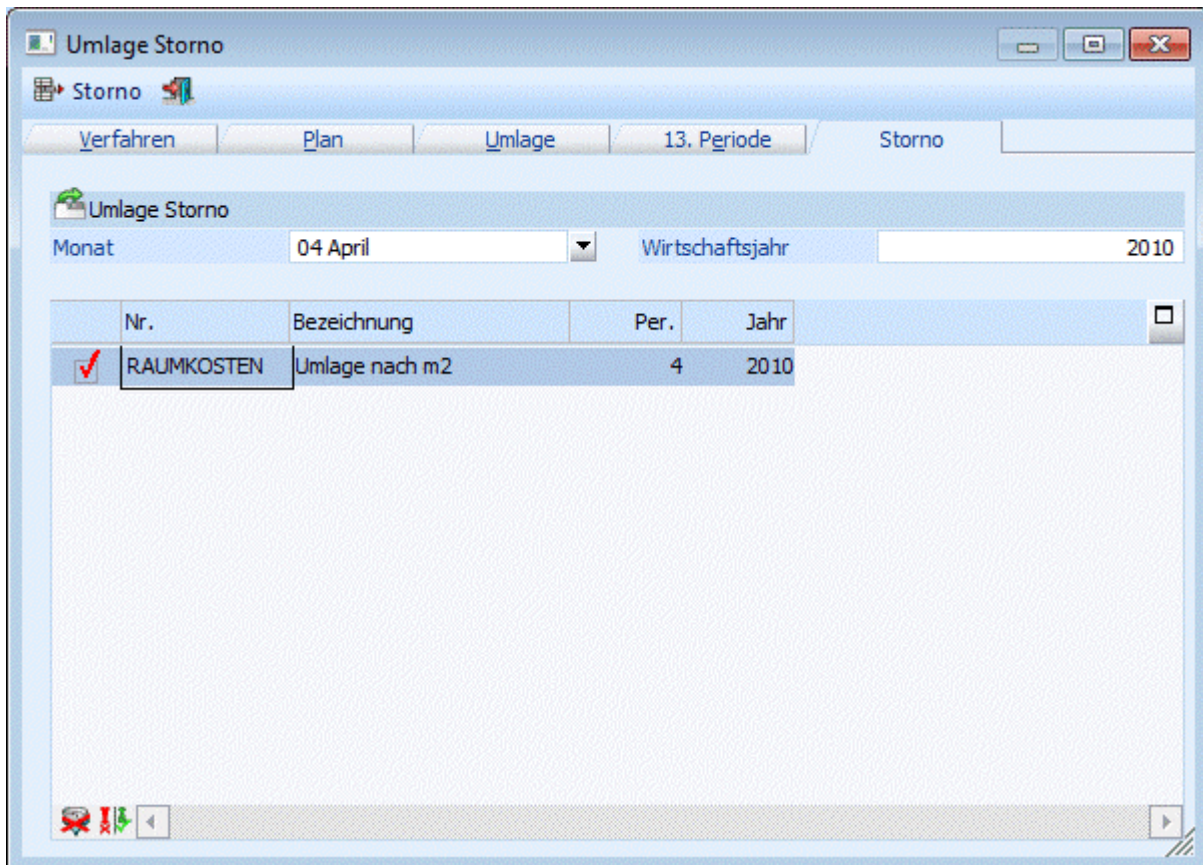 Umlage Storno
Storno
Verfahren Plan Umlage 13. Periode Storno
Umlage Storno
Monat 04 April Wirtschaftsjahr 2010
Nr. Bezeichnung Per. Jahr
RAUMKOSTEN Umlage nach m2 4 2010